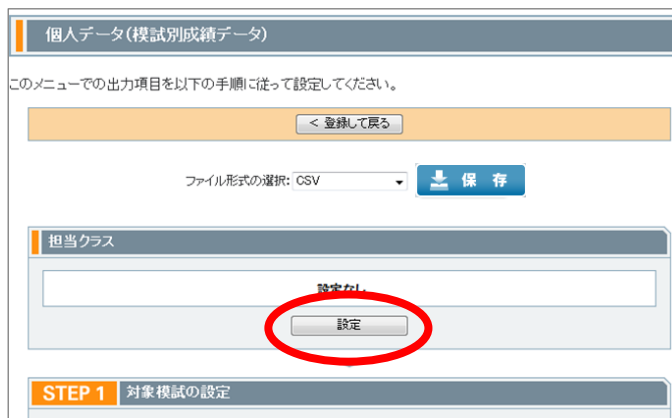 個人データ(模試別成績データ)
このメニューでの出力項目を以下の手順に従って設定してください。
< 登録して戻る
ファイル形式の選択: CSV 保 存
担当クラス
設定なし
設定
STEP 1 対象模試の設定